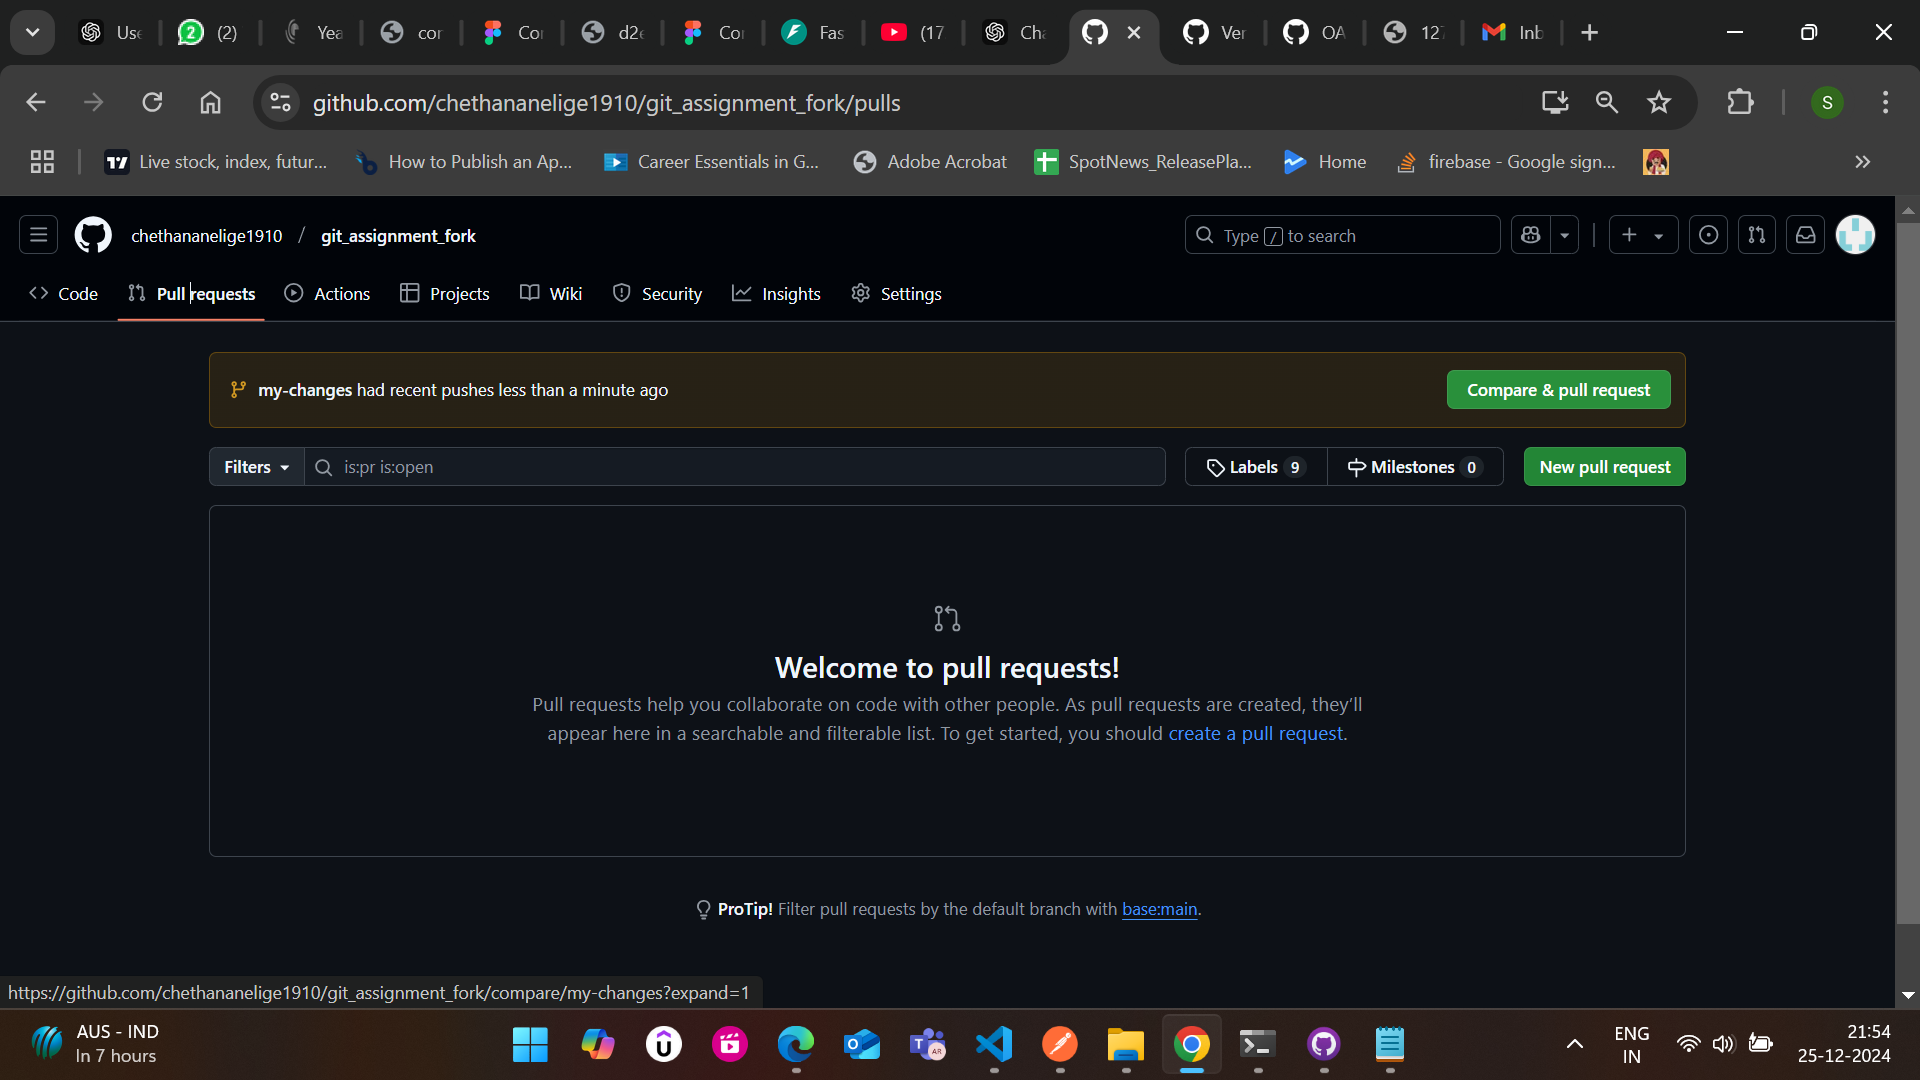 Use
(2)
Yea
cor
Cor
d2e
Cor
Fas
(17
Cha
Ver
OA
127
Inb
github.com/chethananelige1910/git_assignment_fork/pulls
S
Live stock, index, futur...
How to Publish an Ap...
Career Essentials in G...
Adobe Acrobat
SpotNews_ReleasePla...
Home
firebase - Google sign...
chethananelige1910 / git_assignment_fork
Type / to search
Code
Pull requests
Actions
Projects
Wiki
Security
Insights
Settings
my-changes had recent pushes less than a minute ago
Compare & pull request
Filters
is:pr is:open
Labels 9
Milestones 0
New pull request
Welcome to pull requests!
Pull requests help you collaborate on code with other people. As pull requests are created, they’ll
appear here in a searchable and filterable list. To get started, you should create a pull request.
ProTip! Filter pull requests by the default branch with base:main.
https://github.com/chethananelige1910/git_assignment_fork/compare/my-changes?expand=1
AUS - IND
In 7 hours
ENG
IN
21:54
25-12-2024